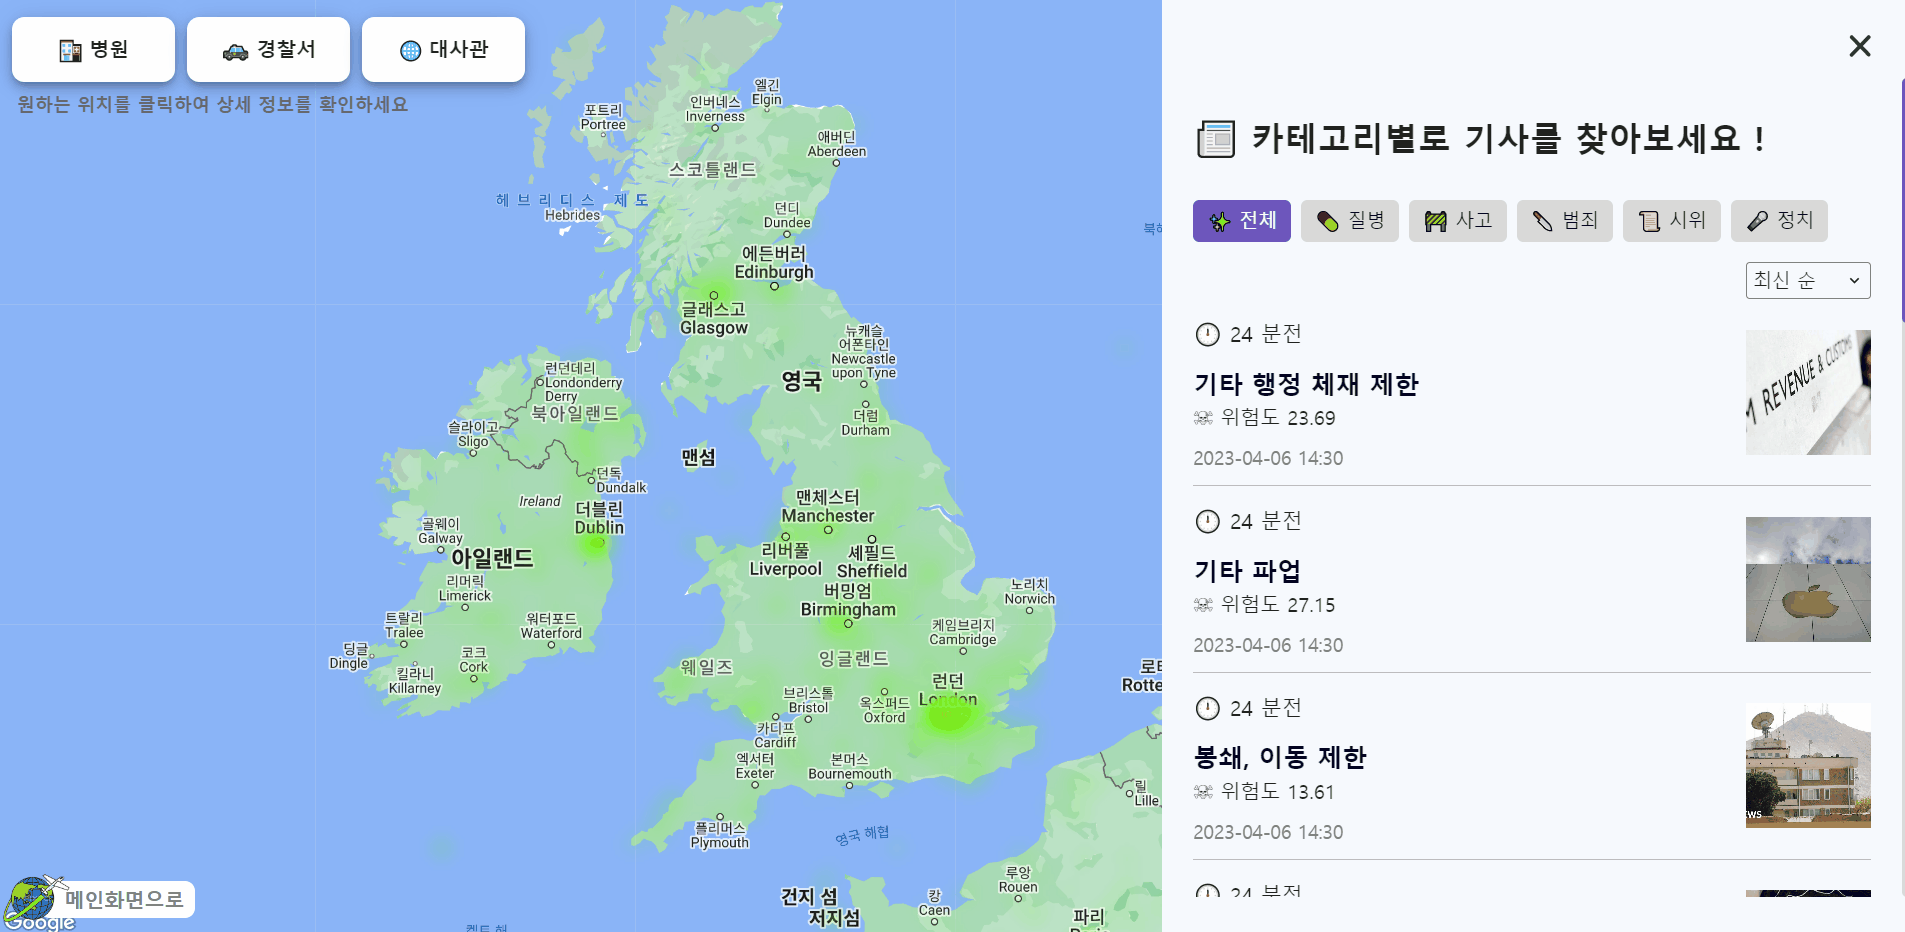 병원
경찰서
대사관
원하는 위치를 클릭하여 상세 정보를 확인하세요
엘긴
Elgin
인버네스
Inverness
포트리
Portree
애버딘
Aberdeen
스코틀랜드
헤브리디스 제도
Hebrides
던디
Dundee
북해
에든버러
Edinburgh
글래스고
Glasgow
뉴캐슬
어폰타인
Newcastle
upon Tyne
런던데리
Londonderry
Derry
영국
북아일랜드
더럼
Durham
슬라이고
Sligo
맨섬
던독
Dundalk
Ireland
더블린
Dublin
맨체스터
Manchester
골웨이
Galway
아일랜드
리버풀
Liverpool
셰필드
Sheffield
리머릭
Limerick
버밍엄
Birmingham
노리치
Norwich
트랄리
Tralee
워터포드
Waterford
케임브리지
Cambridge
딩글
Dingle
코크
Cork
킬라니
Killarney
웨일즈
잉글랜드
런던
London
브리스톨
Bristol
옥스퍼드
Oxford
로테
Rotte
카디프
Cardiff
엑서터
Exeter
본머스
Bournemouth
릴
Lille
플리머스
Plymouth
영국 해협
루앙
Rouen
건지 섬
저지섬
캉
Caen
파리
켈트 해
메인화면으로
Google
카테고리별로 기사를 찾아보세요 !
전체
질병
사고
범죄
시위
정치
최신 순
24 분전
기타 행정 체재 제한
위험도 23.69
2023-04-06 14:30
REVENUE & CUSTOMS
24 분전
기타 파업
위험도 27.15
2023-04-06 14:30
24 분전
봉쇄, 이동 제한
위험도 13.61
2023-04-06 14:30
24 분전